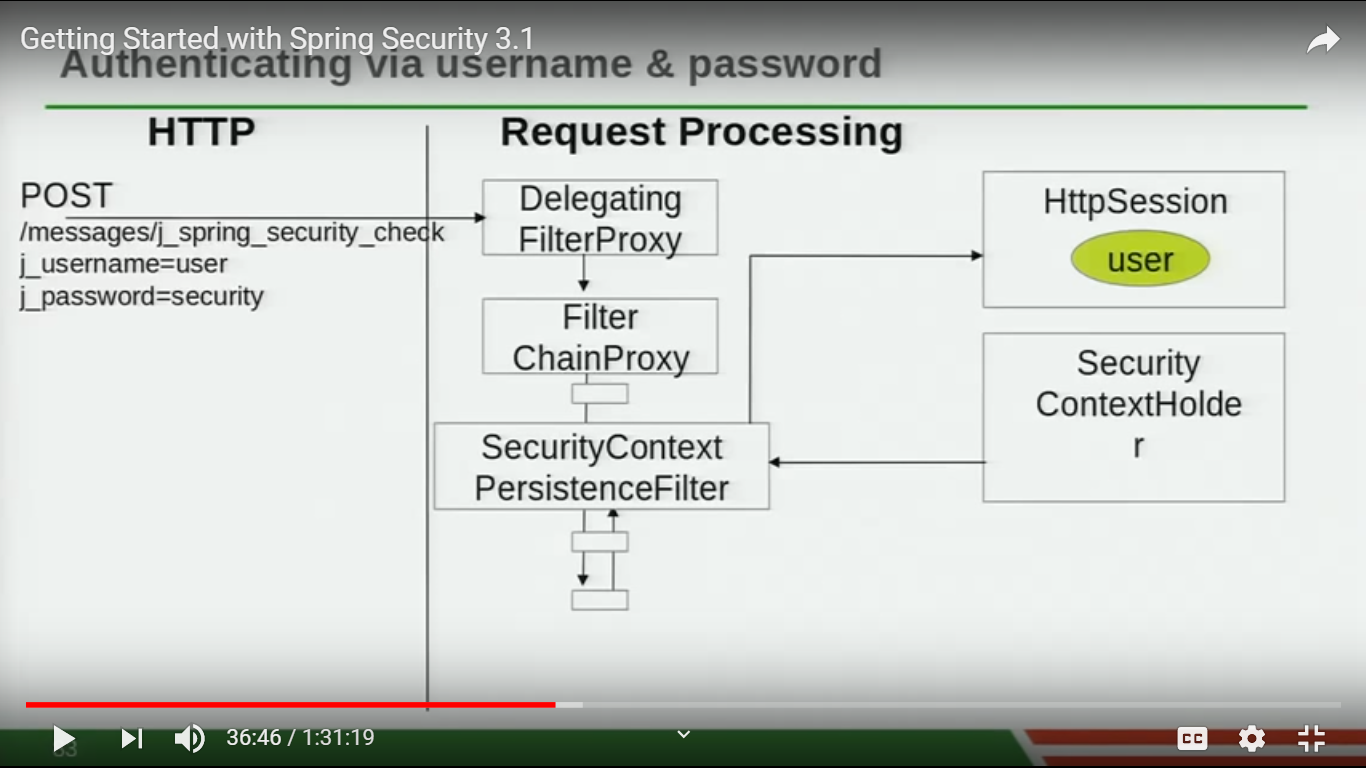 Getting Started with Spring Security 3.1
Authenticating via username & password
HTTP
Request Processing
POST
/messages/j_spring_security_check
j_username=user
j_password=security
Delegating
FilterProxy
Filter
ChainProxy
SecurityContext
PersistenceFilter
HttpSession
user
Security
ContextHolde
r
36:46 / 1:31:19
CC